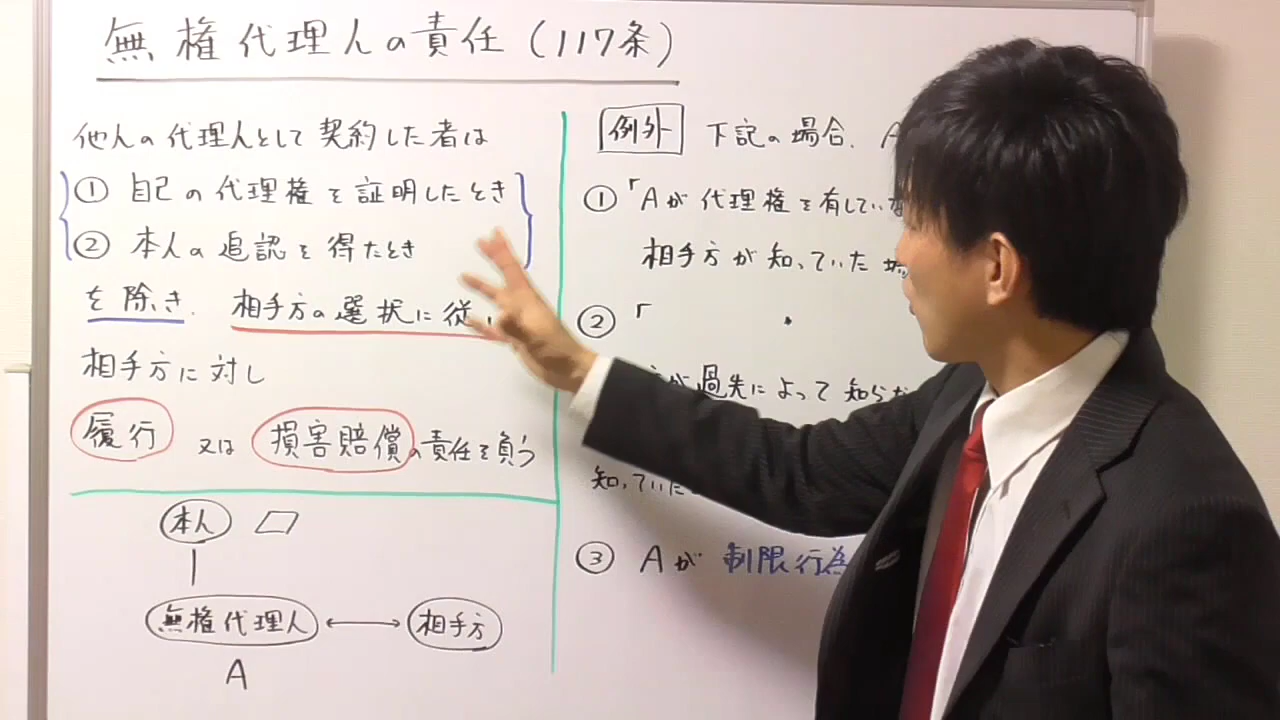 無権代理人の責任(117条)
他人の代理人として契約した者は
① 自己の代理権を証明したとき
② 本人の追認を得たとき
を除き. 相手方の選択に従
相手方に対し
履行 又は 損害賠償の責任を負う
本人
無権代理人 相手方
A
例外 下記の場合. A
① 「Aが代理権を有してい
相手方が知っていた
② 「
が過失によって知らな
知っていた
③ Aが制限行為